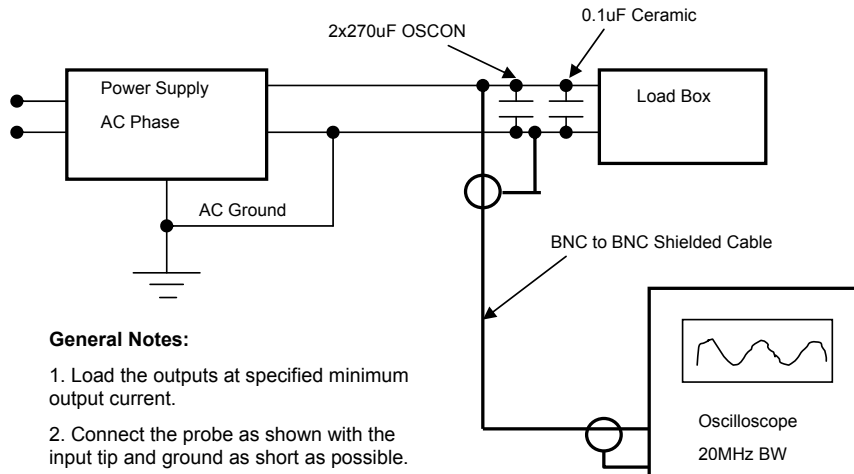 2x270uF OSCON
0.1uF Ceramic
Power Supply
AC Phase
Load Box
AC Ground
BNC to BNC Shielded Cable
General Notes:
1. Load the outputs at specified minimum
output current.
2. Connect the probe as shown with the
input tip and ground as short as possible.
Oscilloscope
20MHz BW